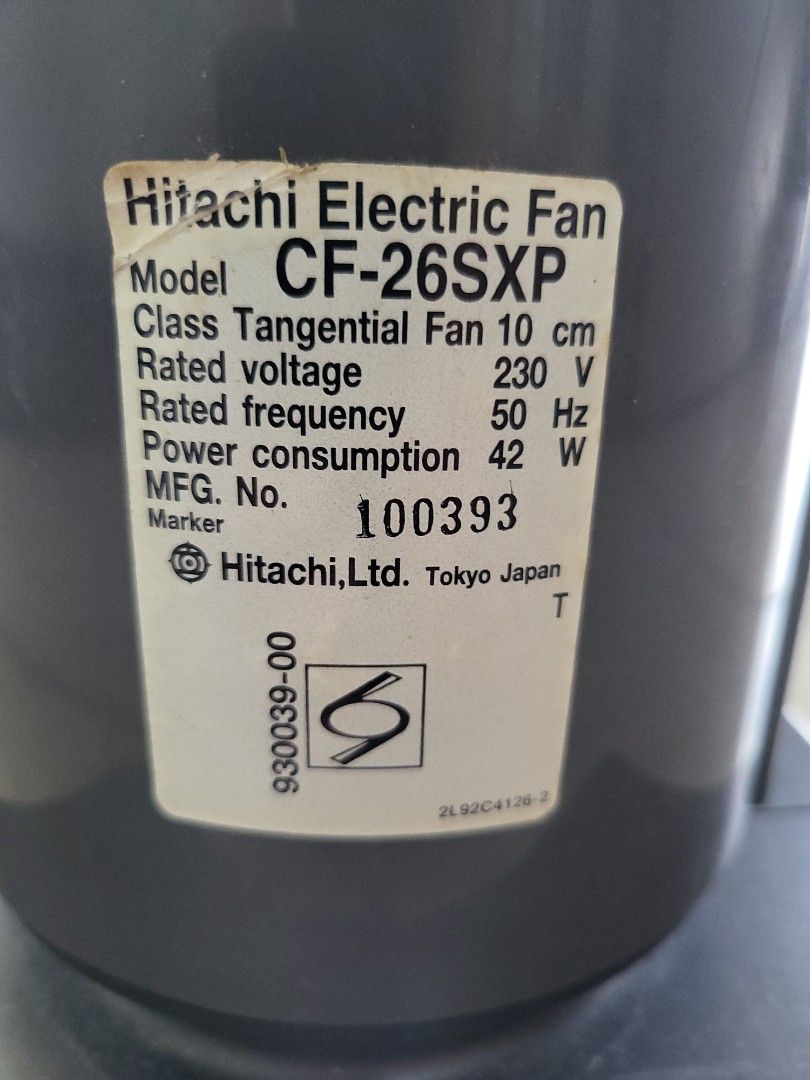 Hitachi Electric Fan
Model CF-26SXP
Class Tangential Fan 10 cm
Rated voltage 230 V
Rated frequency 50 Hz
Power consumption 42 W
MFG. No. 100393
Marker
Hitachi,Ltd. Tokyo Japan
T
930039-00
2L92C4126-2